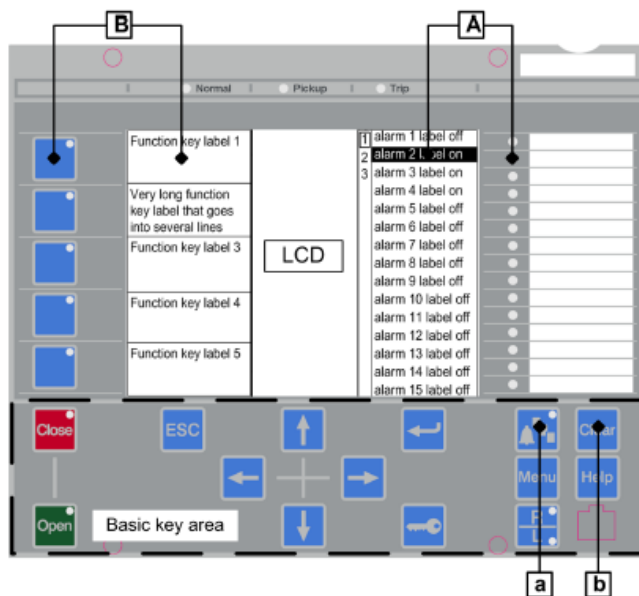 B
A
Normal
Pickup
Trip
Function key label 1
Very long function
key label that goes
into several lines
Function key label 3
Function key label 4
Function key label 5
LCD
1
2
3
alarm 1 label off
alarm 2 label on
alarm 3 label on
alarm 4 label on
alarm 5 label off
alarm 6 label off
alarm 7 label off
alarm 8 label off
alarm 9 label off
alarm 10 label off
alarm 11 label off
alarm 12 label off
alarm 13 label off
alarm 14 label off
alarm 15 label off
Close
ESC
Clear
Menu
Help
Open
Basic key area
R
L
a
b